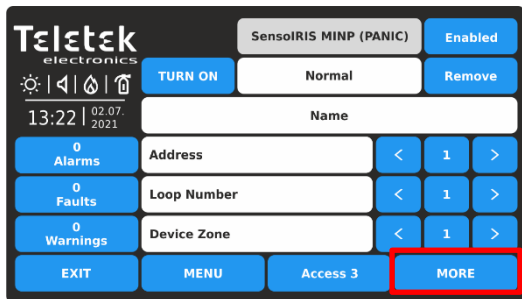 Teletek
electronics
SensoIRIS MINP (PANIC)
Enabled
TURN ON
Normal
Remove
13:22
02.07.
2021
Name
0
Alarms
Address
<
1
>
0
Faults
Loop Number
<
1
>
0
Warnings
Device Zone
<
1
>
EXIT
MENU
Access 3
MORE